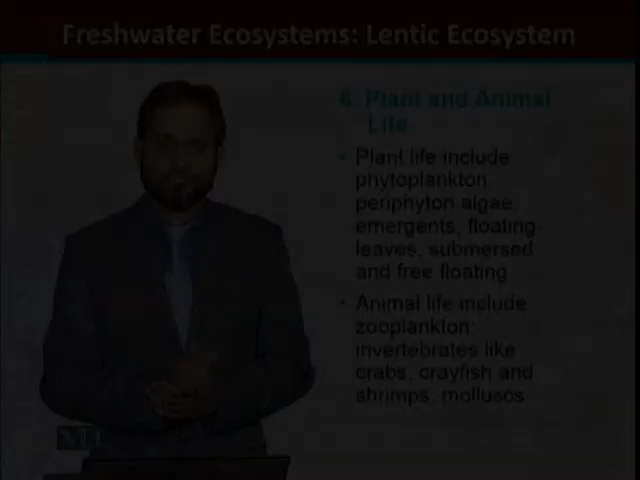 Freshwater Ecosystems: Lentic Ecosystem
6. Plant and Animal
Life
• Plant life include
phytoplankton,
periphyton algae,
emergents, floating-
leaves, submersed
and free floating
• Animal life include
zooplankton;
invertebrates like
crabs, crayfish and
shrimps; molluscs